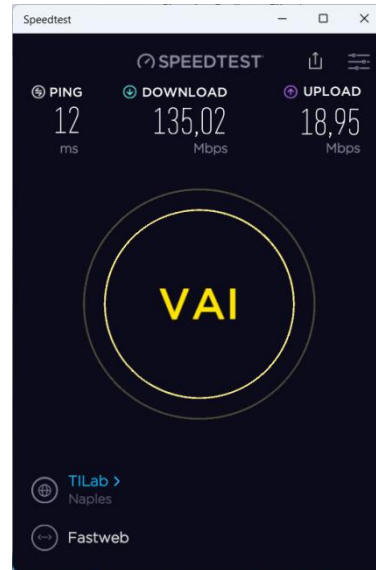 Speedtest
SPEEDTEST
PING DOWNLOAD UPLOAD
12 135,02 18,95
ms Mbps Mbps
VAI
TILab >
Naples
Fastweb